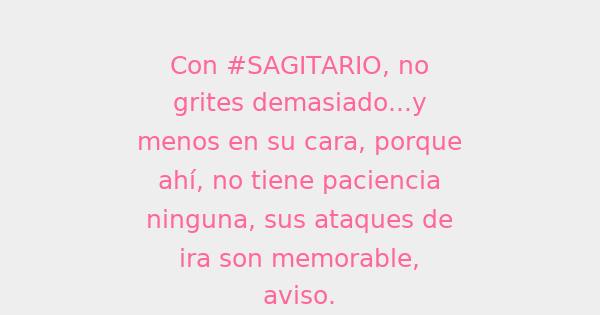 Con #SAGITARIO, no
grites demasiado...y
menos en su cara, porque
ahí, no tiene paciencia
ninguna, sus ataques de
ira son memorable,
aviso.